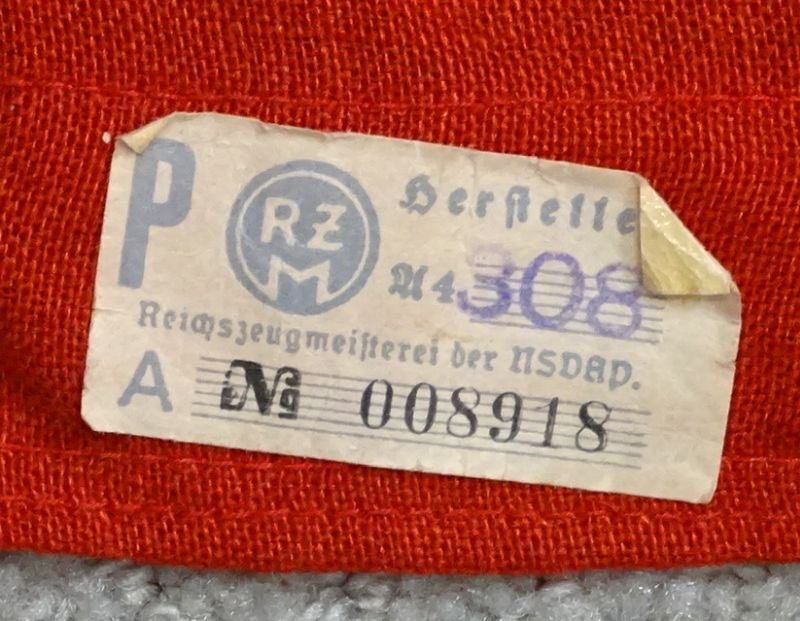 P
RZM
Herstelle
A4 308
Reichszeugmeisterei der NSDAP.
A
№ 008918